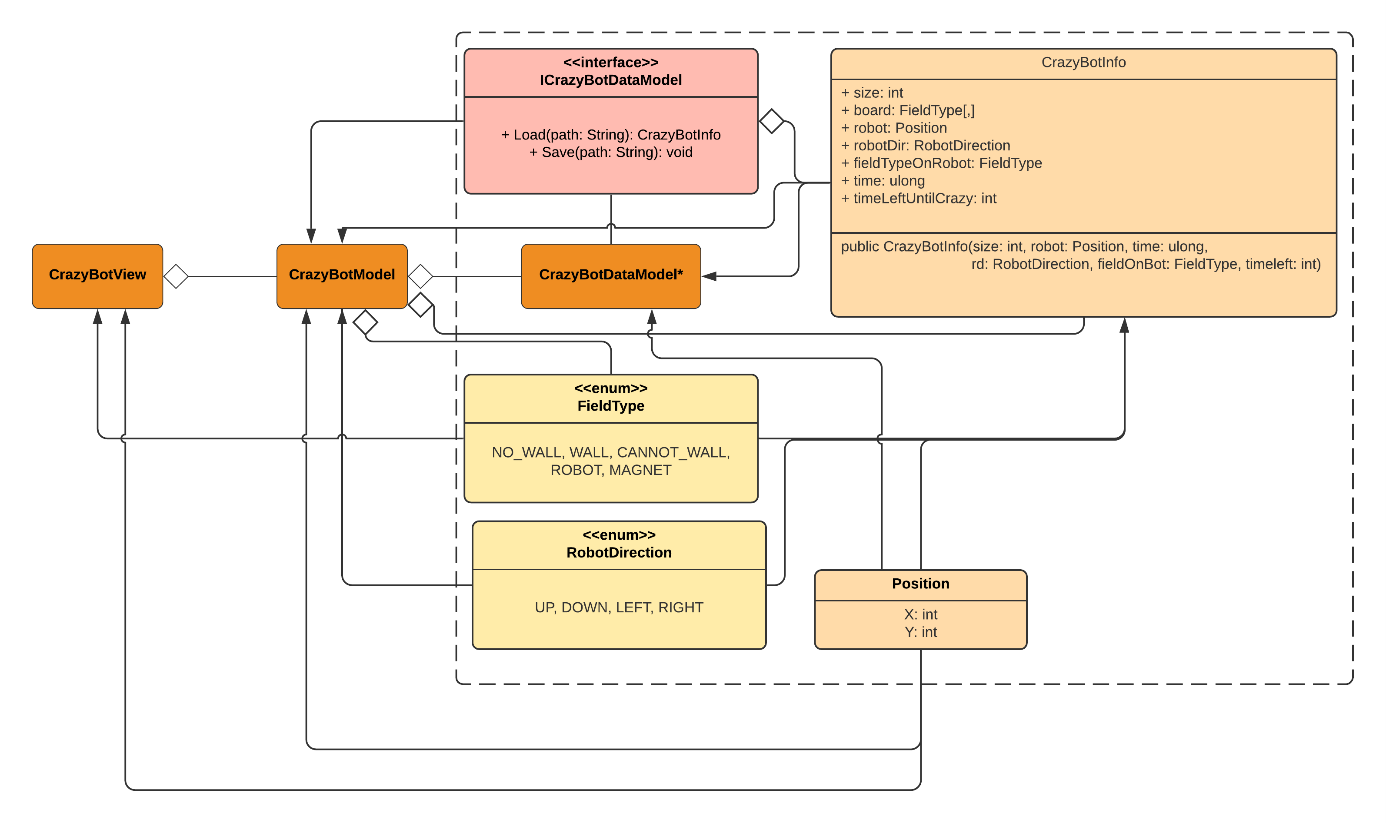 <<interface>>
ICrazyBotDataModel
+ Load(path: String): CrazyBotInfo
+ Save(path: String): void
CrazyBotInfo
+ size: int
+ board: FieldType[,]
+ robot: Position
+ robotDir: RobotDirection
+ fieldTypeOnRobot: FieldType
+ time: ulong
+ timeLeftUntilCrazy: int
public CrazyBotInfo(size: int, robot: Position, time: ulong,
rd: RobotDirection, fieldOnBot: FieldType, timeleft: int)
CrazyBotView
CrazyBotModel
CrazyBotDataModel*
<<enum>>
FieldType
NO_WALL, WALL, CANNOT_WALL,
ROBOT, MAGNET
<<enum>>
RobotDirection
UP, DOWN, LEFT, RIGHT
Position
X: int
Y: int